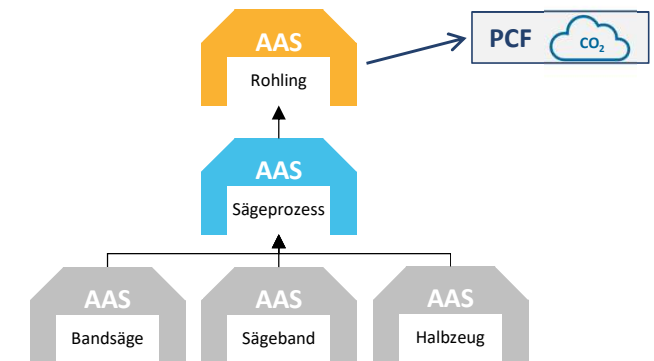 AAS
Rohling
PCF
CO₂
AAS
Sägeprozess
AAS
Bandsäge
AAS
Sägeband
AAS
Halbzeug